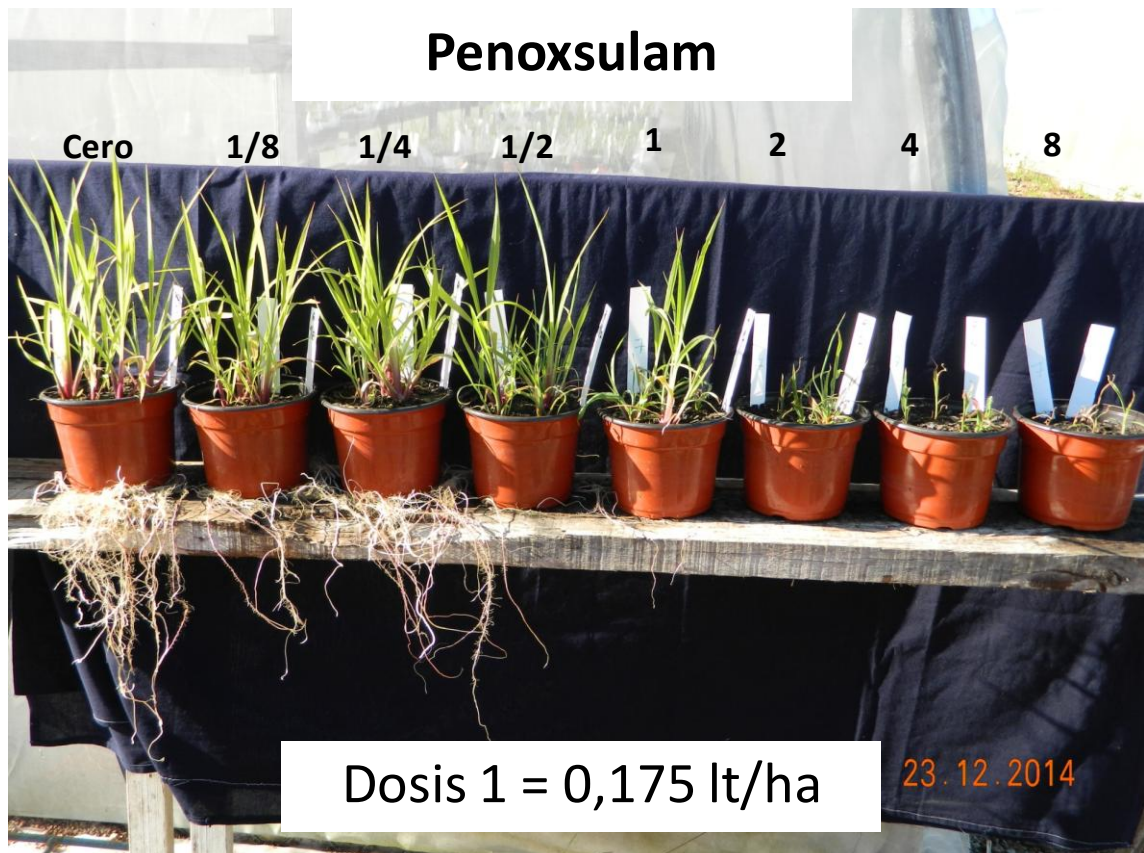 Penoxsulam
Cero 1/8 1/4 1/2 1 2 4 8
Dosis 1 = 0,175 lt/ha
23.12.2014